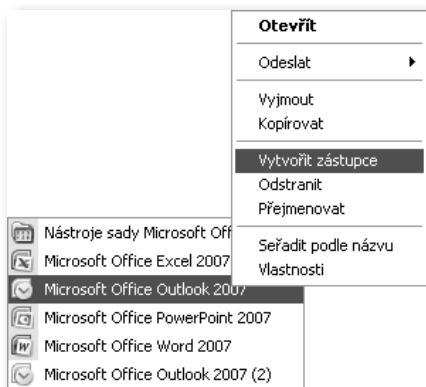 Otevřít
Odeslat
Vyjmout
Kopírovat
Vytvořit zástupce
Odstranit
Přejmenovat
Seřadit podle názvu
Vlastnosti
Nástroje sady Microsoft Off
Microsoft Office Excel 2007
Microsoft Office Outlook 2007
Microsoft Office PowerPoint 2007
Microsoft Office Word 2007
Microsoft Office Outlook 2007 (2)